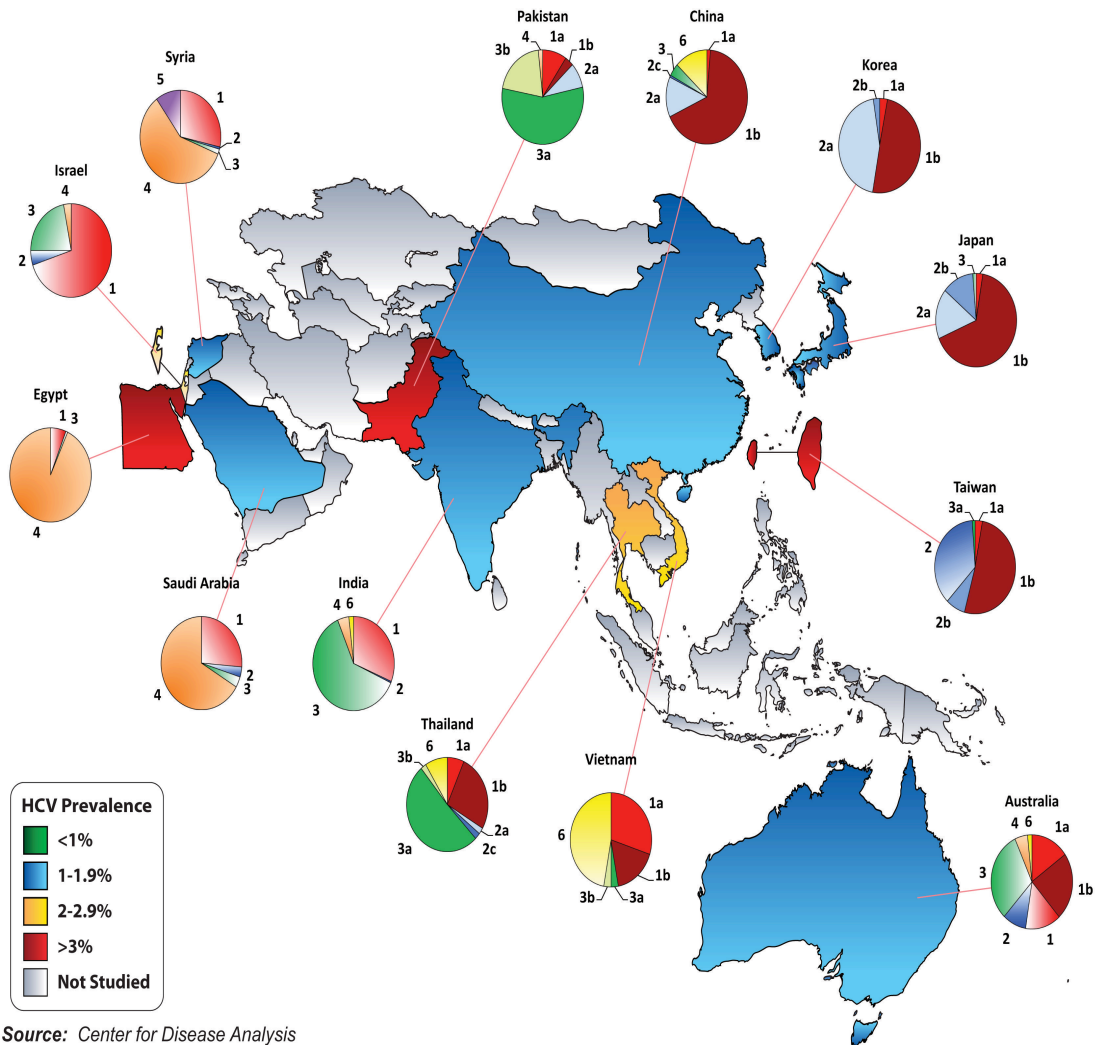 Pakistan
4
1a
1b
3b
2a
3a
China
1a
6
3
2c
2a
1b
Syria
5
1
2
3
4
Korea
2b
1a
2a
1b
Israel
4
3
2
1
Japan
3
1a
2b
2a
1b
Egypt
1
3
4
Taiwan
3a
1a
2
1b
2b
Saudi Arabia
1
2
3
4
India
4
6
1
2
3
Thailand
6
1a
3b
1b
2a
2c
3a
Vietnam
1a
6
1b
3b
3a
Australia
4
6
1a
3
1b
2
1
HCV Prevalence
<1%
1-1.9%
2-2.9%
>3%
Not Studied
Source: Center for Disease Analysis